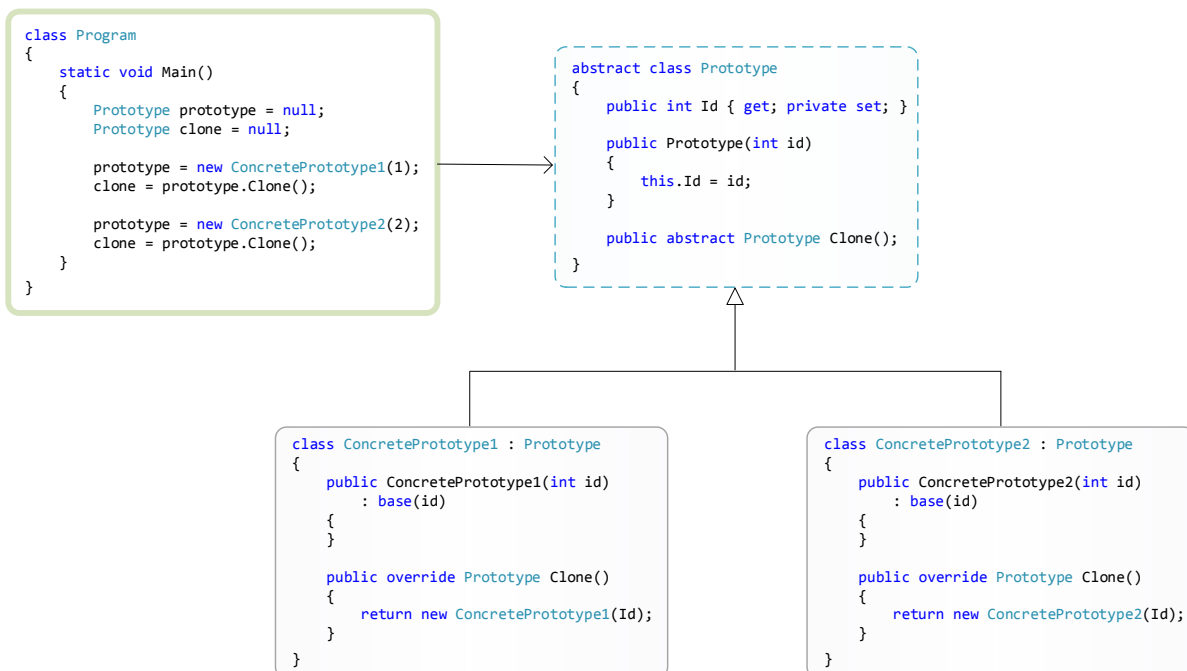 class Program
{
static void Main()
{
Prototype prototype = null;
Prototype clone = null;
prototype = new ConcretePrototype1(1);
clone = prototype.Clone();
prototype = new ConcretePrototype2(2);
clone = prototype.Clone();
}
}
abstract class Prototype
{
public int Id { get; private set; }
public Prototype(int id)
{
this.Id = id;
}
public abstract Prototype Clone();
}
class ConcretePrototype1 : Prototype
{
public ConcretePrototype1(int id)
: base(id)
{
}
public override Prototype Clone()
{
return new ConcretePrototype1(Id);
}
}
class ConcretePrototype2 : Prototype
{
public ConcretePrototype2(int id)
: base(id)
{
}
public override Prototype Clone()
{
return new ConcretePrototype2(Id);
}
}